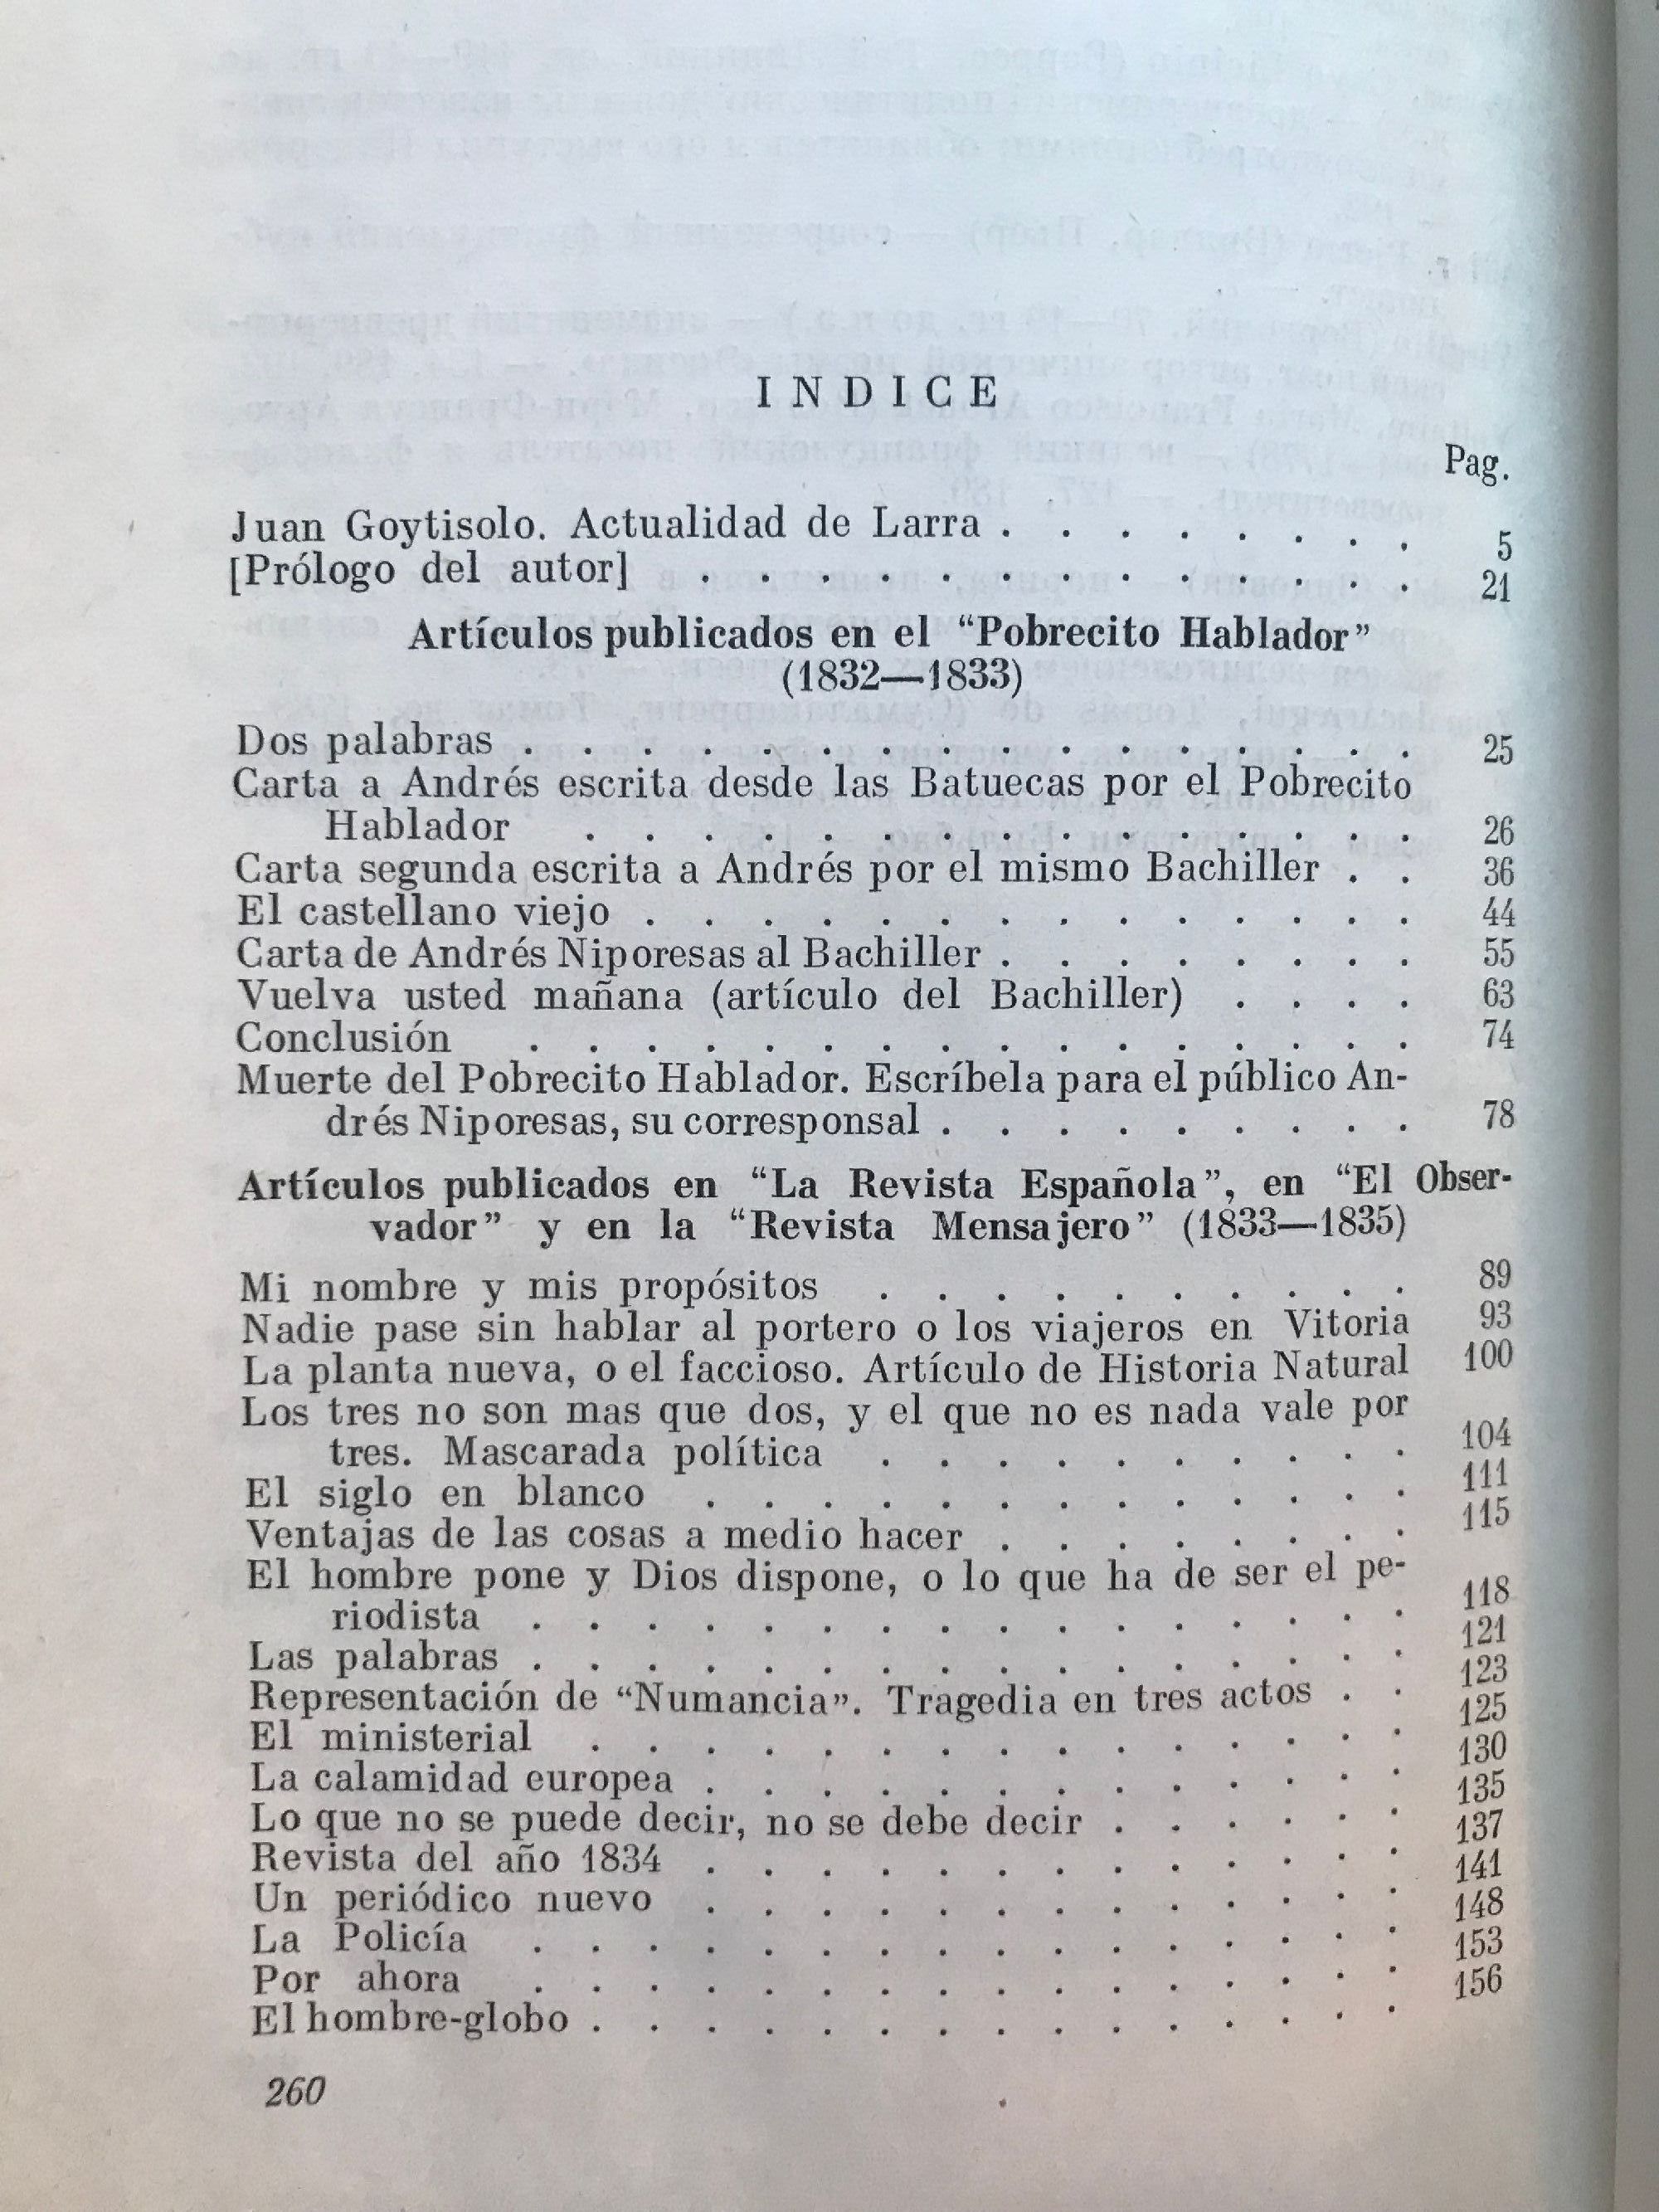 INDICE
Pag.
Juan Goytisolo. Actualidad de Larra . . . . . . . . 5
[Prólogo del autor] . . . . . . . . . . . . 21
Artículos publicados en el “Pobrecito Hablador”
(1832—1833)
Dos palabras . . . . . . . . . . . . . . . . 25
Carta a Andrés escrita desde las Batuecas por el Pobrecito
Hablador . . . . . . . . . . . . . . . 26
Carta segunda escrita a Andrés por el mismo Bachiller . . 36
El castellano viejo . . . . . . . . . . . . . . 44
Carta de Andrés Niporesas al Bachiller . . . . . . . . 55
Vuelva usted mañana (artículo del Bachiller) . . . . 63
Conclusión . . . . . . . . . . . . . . . . 74
Muerte del Pobrecito Hablador. Escríbela para el público An-
drés Niporesas, su corresponsal . . . . . . . . . 78
Artículos publicados en “La Revista Española”, en “El Obser-
vador” y en la “Revista Mensajero” (1833—1835)
Mi nombre y mis propósitos . . . . . . . . . . 89
Nadie pase sin hablar al portero o los viajeros en Vitoria 93
La planta nueva, o el faccioso. Artículo de Historia Natural 100
Los tres no son mas que dos, y el que no es nada vale por
tres. Mascarada política . . . . . . . . . . 104
El siglo en blanco . . . . . . . . . . . . . 111
Ventajas de las cosas a medio hacer . . . . . . . . 115
El hombre pone y Dios dispone, o lo que ha de ser el pe-
riodista . . . . . . . . . . . . . . . . 118
Las palabras . . . . . . . . . . . . . . . . 121
Representación de “Numancia”. Tragedia en tres actos . . 123
El ministerial . . . . . . . . . . . . . . . 125
La calamidad europea . . . . . . . . . . . . . 130
Lo que no se puede decir, no se debe decir . . . . . . 135
Revista del año 1834 . . . . . . . . . . . . . 137
Un periódico nuevo . . . . . . . . . . . . . 141
La Policía . . . . . . . . . . . . . . . . 148
Por ahora . . . . . . . . . . . . . . . . 153
El hombre-globo . . . . . . . . . . . . . . . 156
260